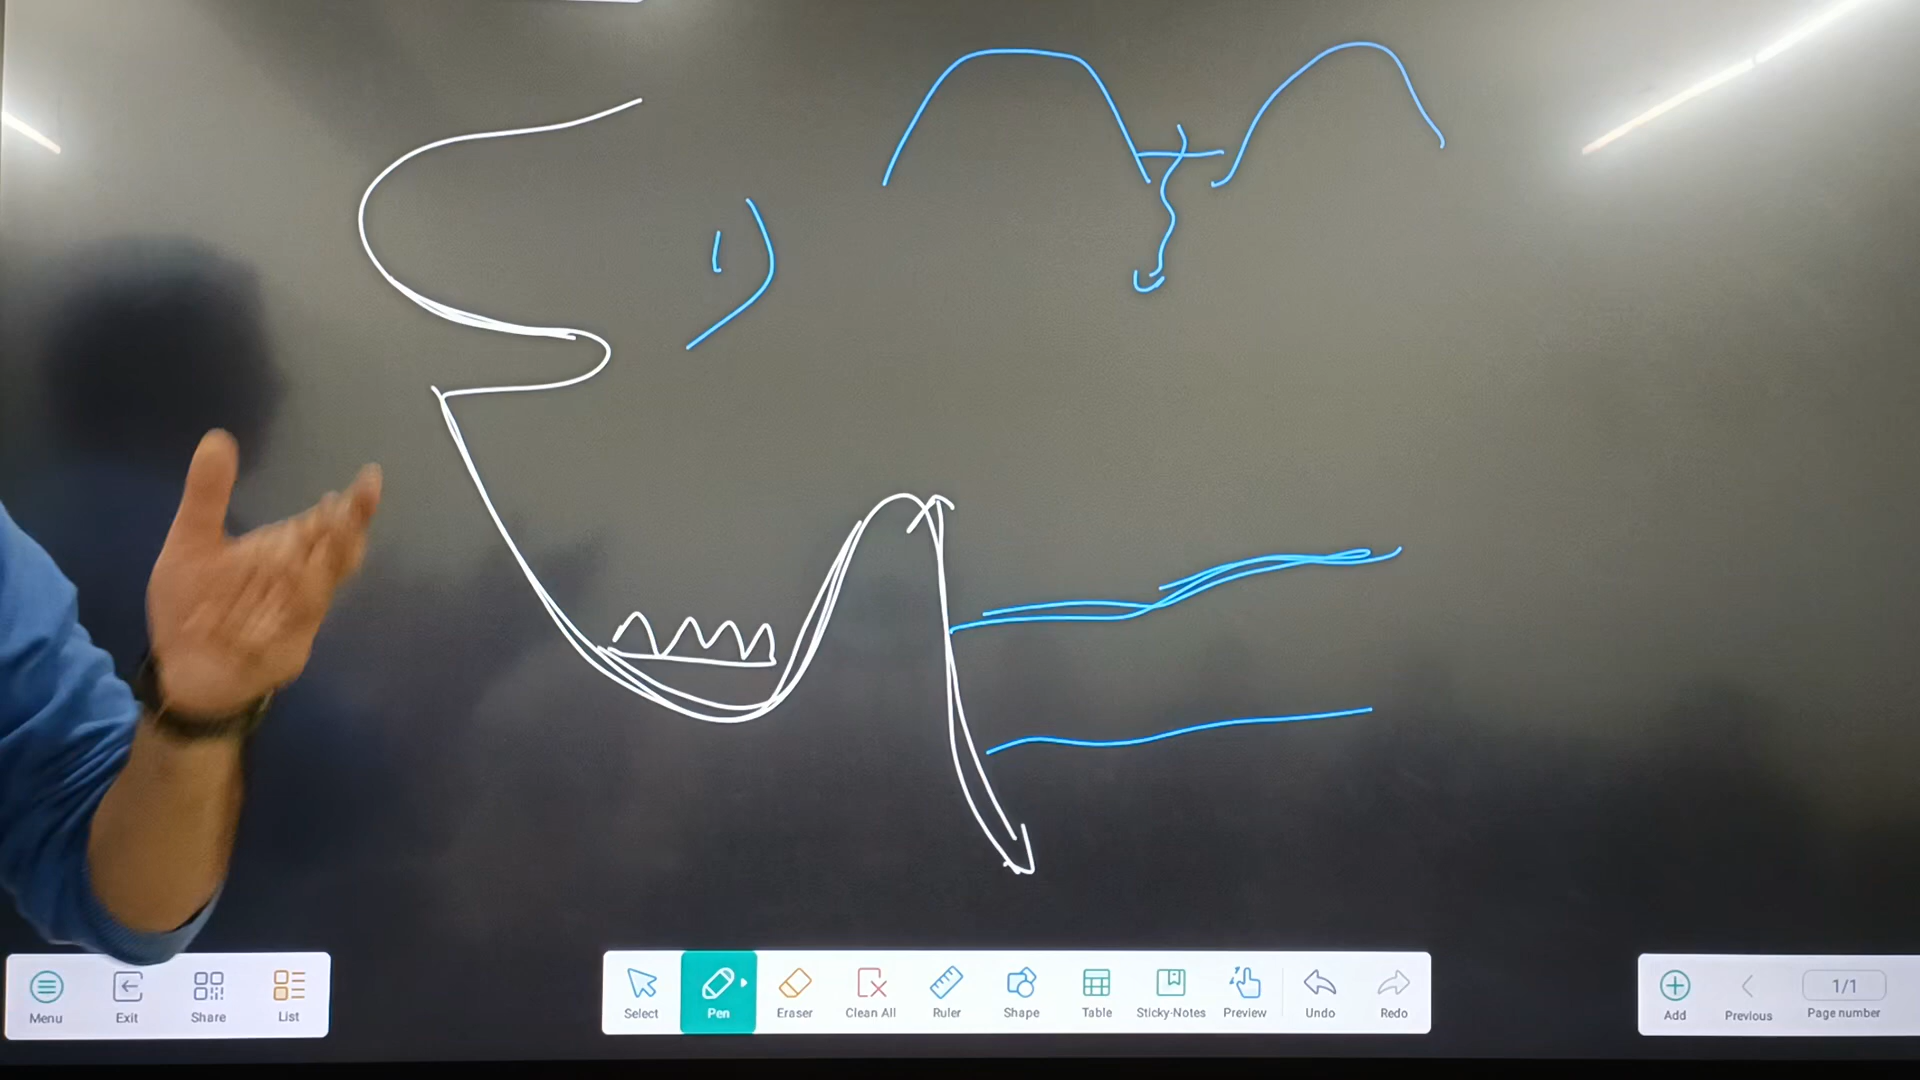 1)
Menu
Exit
Share
List
Select
Pen
Eraser
Clean All
Ruler
Shape
Table
Sticky-Notes
Preview
Undo
Redo
Add
Previous
1/1
Page number